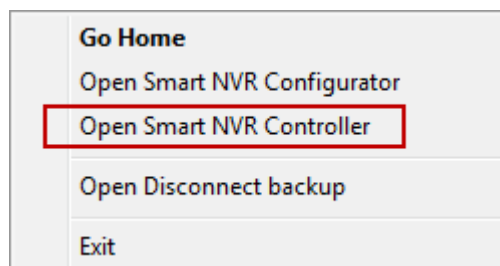 Go Home
Open Smart NVR Configurator
Open Smart NVR Controller
Open Disconnect backup
Exit